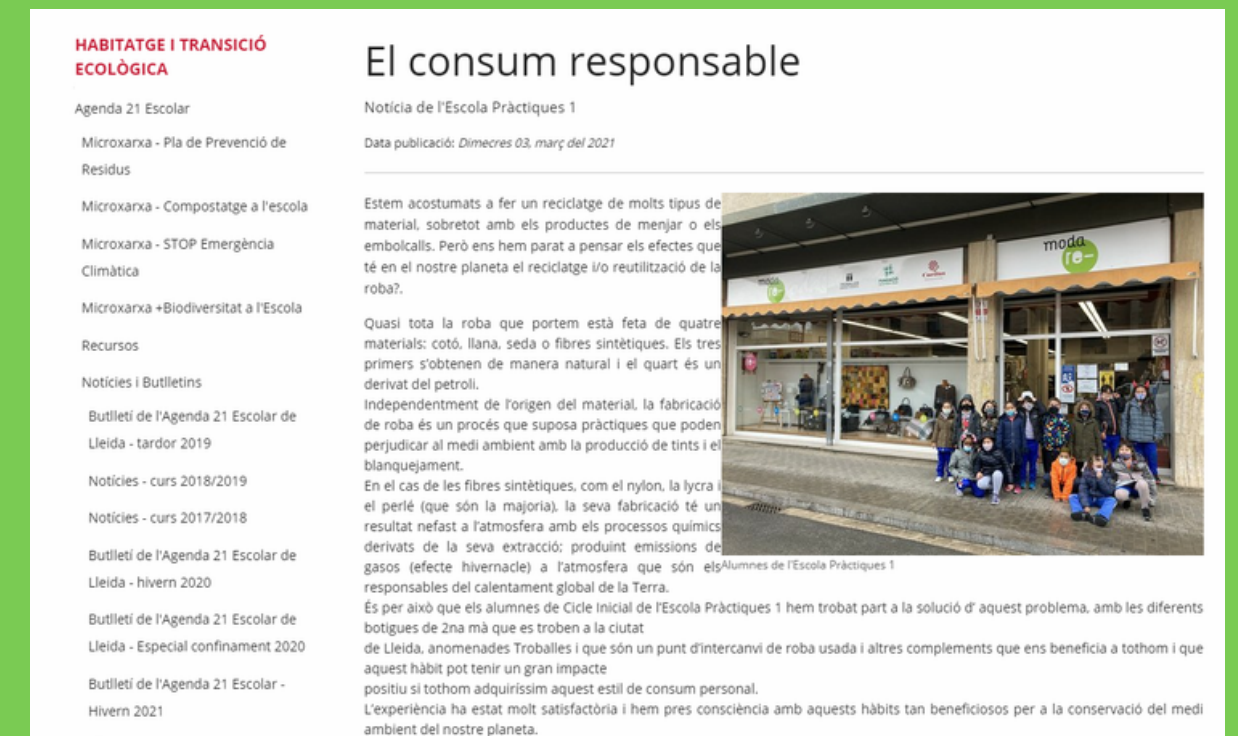 HABITATGE I TRANSICIÓ
ECOLÒGICA
Agenda 21 Escolar
Microxarxa - Pla de Prevenció de
Residus
Microxarxa - Compostatge a l'escola
Microxarxa - STOP Emergència
Climàtica
Microxarxa +Biodiversitat a l'Escola
Recursos
Notícies i Butlletins
Butlletí de l'Agenda 21 Escolar de
Lleida - tardor 2019
Notícies - curs 2018/2019
Notícies - curs 2017/2018
Butlletí de l'Agenda 21 Escolar de
Lleida - hivern 2020
Butlletí de l'Agenda 21 Escolar de
Lleida - Especial confinament 2020
Butlletí de l'Agenda 21 Escolar -
Hivern 2021
El consum responsable
Notícia de l'Escola Pràctiques 1
Data publicació: Dimecres 03, març del 2021
Estem acostumats a fer un reciclatge de molts tipus de
material, sobretot amb els productes de menjar o els
embolcalls. Però ens hem parat a pensar els efectes que
té en el nostre planeta el reciclatge i/o reutilització de la
roba?.
Quasi tota la roba que portem està feta de quatre
materials: cotó, llana, seda o fibres sintètiques. Els tres
primers s'obtenen de manera natural i el quart és un
derivat del petroli.
Independentment de l'origen del material, la fabricació
de roba és un procés que suposa pràctiques que poden
perjudicar al medi ambient amb la producció de tints i el
blanquejament.
En el cas de les fibres sintètiques, com el nylon, la lycra i
el perlé (que són la majoria), la seva fabricació té un
resultat nefast a l'atmosfera amb els processos químics
derivats de la seva extracció; produint emissions de
gasos (efecte hivernacle) a l'atmosfera que són els
responsables del calentament global de la Terra.
És per això que els alumnes de Cicle Inicial de l'Escola Pràctiques 1 hem trobat part a la solució d' aquest problema, amb les diferents
botigues de 2na mà que es troben a la ciutat
de Lleida, anomenades Troballes i que són un punt d'intercanvi de roba usada i altres complements que ens beneficia a tothom i que
aquest hàbit pot tenir un gran impacte
positiu si tothom adquiríssim aquest estil de consum personal.
L'experiència ha estat molt satisfactòria i hem pres consciència amb aquests hàbits tan beneficiosos per a la conservació del medi
ambient del nostre planeta.
moda
re-
moda
re-
Alumnes de l'Escola Pràctiques 1